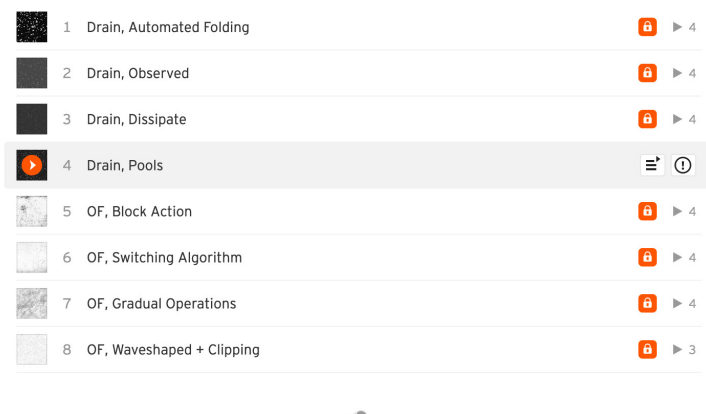 1 Drain, Automated Folding 4
2 Drain, Observed 4
3 Drain, Dissipate 4
4 Drain, Pools
5 OF, Block Action 4
6 OF, Switching Algorithm 4
7 OF, Gradual Operations 4
8 OF, Waveshaped + Clipping 3